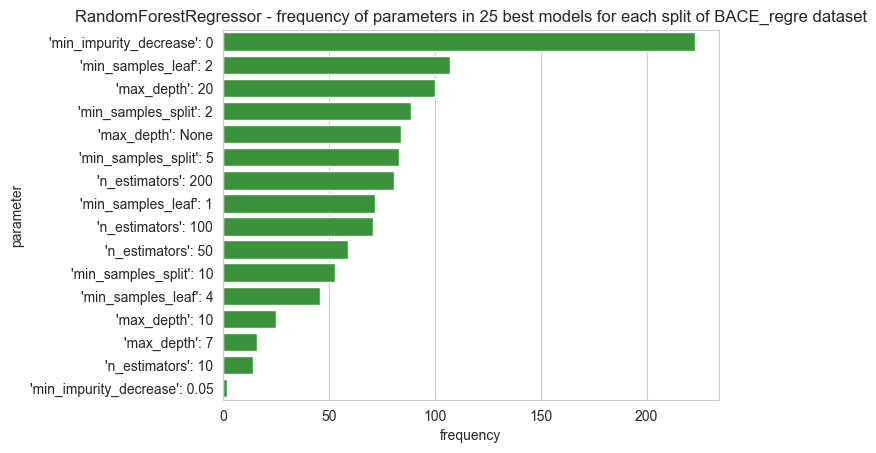 RandomForestRegressor - frequency of parameters in 25 best models for each split of BACE_regre dataset
'min_impurity_decrease': 0
'min_samples_leaf': 2
'max_depth': 20
'min_samples_split': 2
'max_depth': None
'min_samples_split': 5
'n_estimators': 200
'min_samples_leaf': 1
'n_estimators': 100
'n_estimators': 50
'min_samples_split': 10
'min_samples_leaf': 4
'max_depth': 10
'max_depth': 7
'n_estimators': 10
'min_impurity_decrease': 0.05
parameter
0 50 100 150 200
frequency